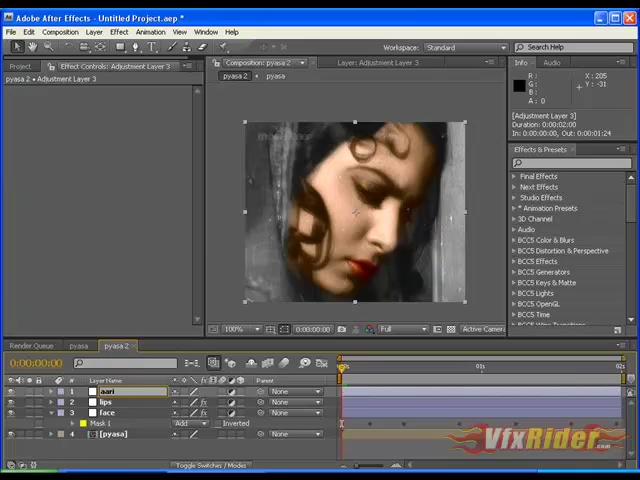 Adobe After Effects - Untitled Project.aep *
File Edit Composition Layer Effect Animation View Window Help
Workspace: Standard Search Help
Project Effect Controls: Adjustment Layer 3
Composition: pyasa 2 Layer: Adjustment Layer 3
Info Audio
pyasa 2 • Adjustment Layer 3
pyasa 2 pyasa
R :
G :
B :
A : 0
X : 205
Y : -31
[Adjustment Layer 3]
Duration: 0:00:02:00
In: 0:00:00:00, Out: 0:00:01:24
Effects & Presets
Final Effects
Next Effects
Studio Effects
* Animation Presets
3D Channel
Audio
BCC5 Color & Blurs
BCC5 Distortion & Perspective
BCC5 Effects
BCC5 Generators
BCC5 Keys & Matte
BCC5 Lights
BCC5 OpenGL
BCC5 Time
100% 0:00:00:00 Full Active Camera
Render Queue pyasa pyasa 2
0:00:00:00
# Layer Name Parent
01s 02s
1 aari None
2 lips None
3 face None
Mask 1 Add Inverted
4 [pyasa] None
VfxRider.com
Toggle Switches / Modes